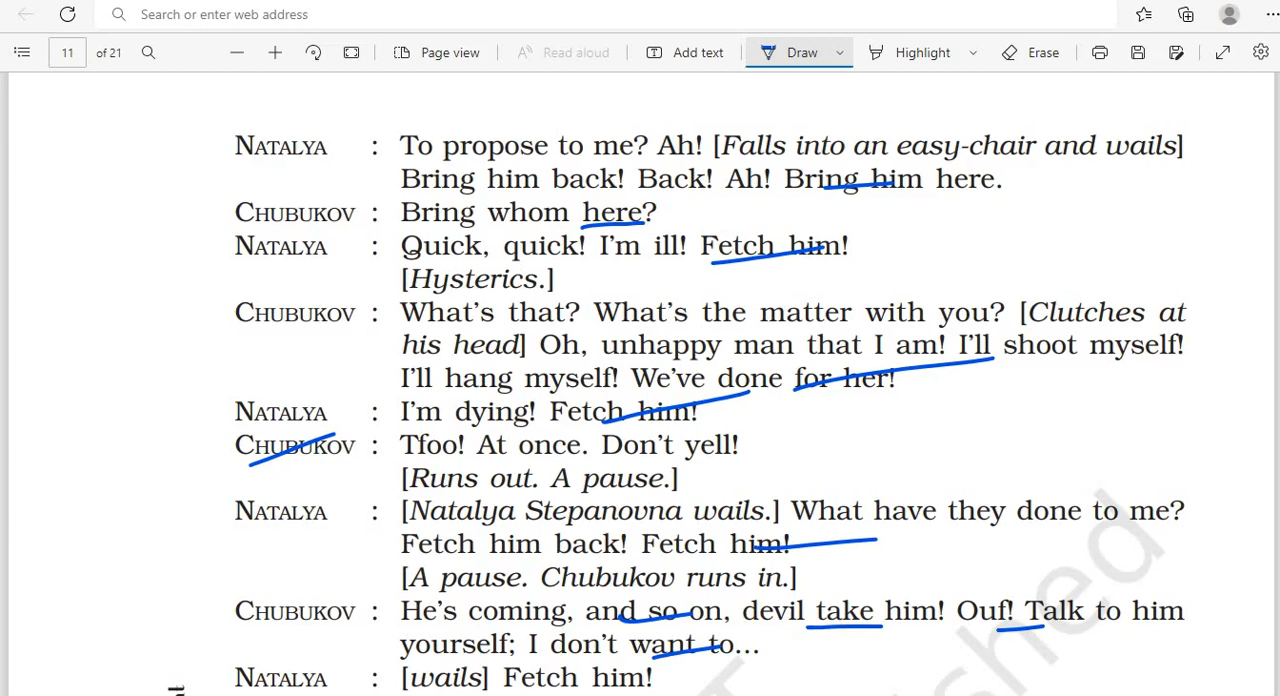 Search or enter web address
11 of 21 Page view Read aloud Add text Draw Highlight Erase
NATALYA : To propose to me? Ah! [Falls into an easy-chair and wails]
Bring him back! Back! Ah! Bring him here.
CHUBUKOV : Bring whom here?
NATALYA : Quick, quick! I'm ill! Fetch him!
[Hysterics.]
CHUBUKOV : What's that? What's the matter with you? [Clutches at
his head] Oh, unhappy man that I am! I'll shoot myself!
I'll hang myself! We've done for her!
NATALYA : I'm dying! Fetch him!
CHUBUKOV : Tfoo! At once. Don't yell!
[Runs out. A pause.]
NATALYA : [Natalya Stepanovna wails.] What have they done to me?
Fetch him back! Fetch him!
[A pause. Chubukov runs in.]
CHUBUKOV : He's coming, and so on, devil take him! Ouf! Talk to him
yourself; I don't want to...
NATALYA : [wails] Fetch him!